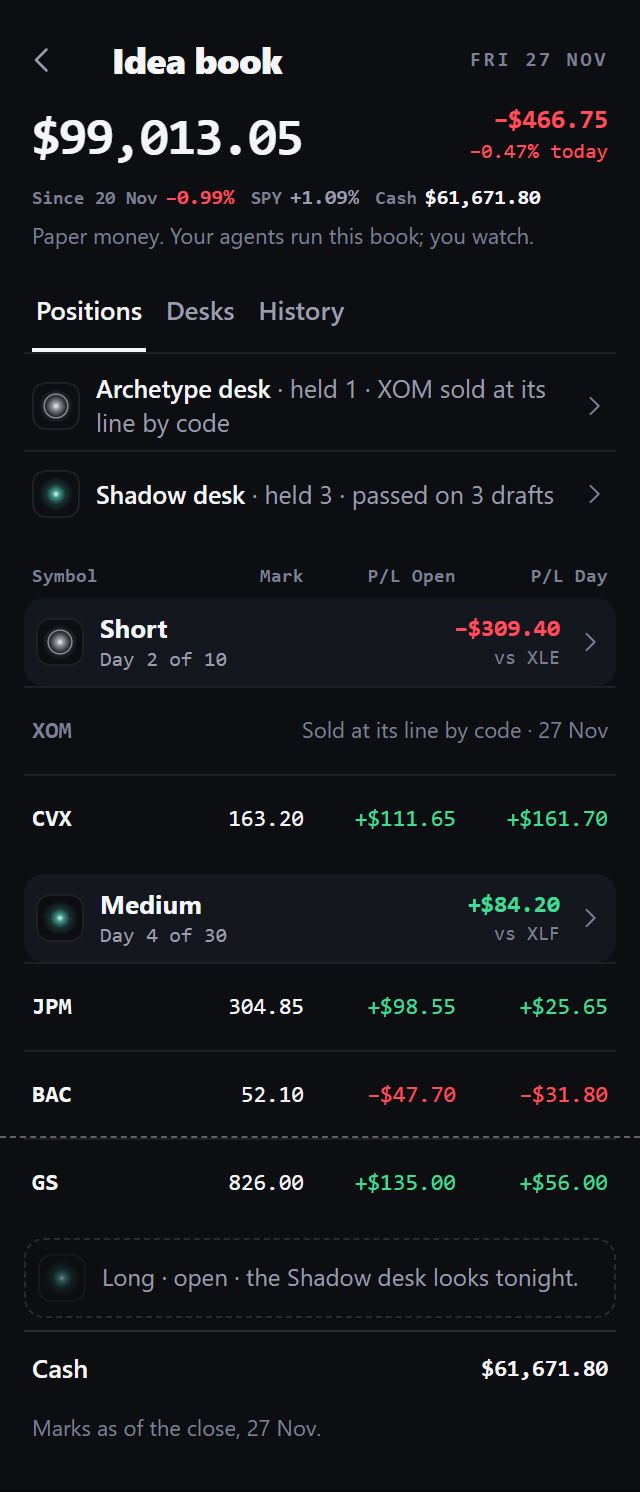 Idea book
FRI 27 NOV
$99,013.05
−$466.75
−0.47% today
Since 20 Nov −0.99% SPY +1.09% Cash $61,671.80
Paper money. Your agents run this book; you watch.
Positions Desks History
Archetype desk · held 1 · XOM sold at its
line by code
Shadow desk · held 3 · passed on 3 drafts
Symbol Mark P/L Open P/L Day
Short −$309.40
Day 2 of 10 vs XLE
XOM Sold at its line by code · 27 Nov
CVX 163.20 +$111.65 +$161.70
Medium +$84.20
Day 4 of 30 vs XLF
JPM 304.85 +$98.55 +$25.65
BAC 52.10 −$47.70 −$31.80
GS 826.00 +$135.00 +$56.00
Long · open · the Shadow desk looks tonight.
Cash $61,671.80
Marks as of the close, 27 Nov.